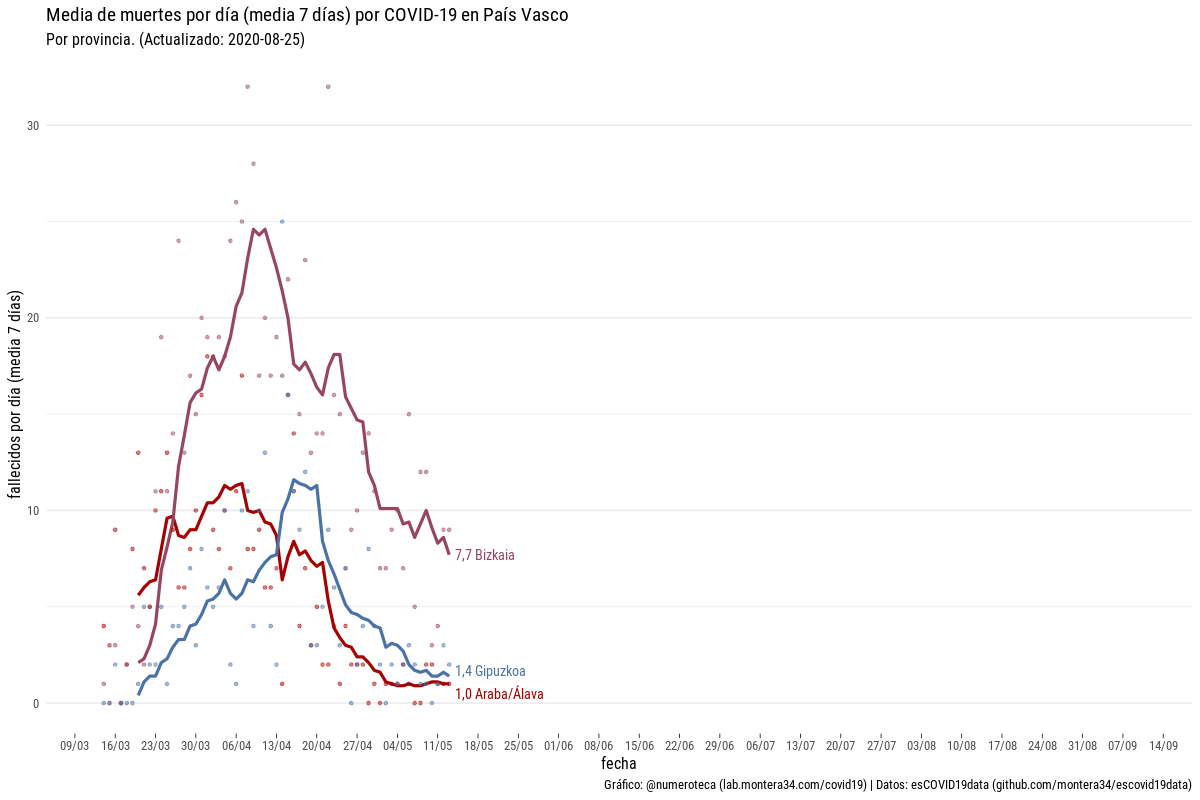 Media de muertes por día (media 7 días) por COVID-19 en País Vasco
Por provincia. (Actualizado: 2020-08-25)
fallecidos por día (media 7 días)
30
20
10
0
7,7 Bizkaia
1,4 Gipuzkoa
1,0 Araba/Álava
09/03 16/03 23/03 30/03 06/04 13/04 20/04 27/04 04/05 11/05 18/05 25/05 01/06 08/06 15/06 22/06 29/06 06/07 13/07 20/07 27/07 03/08 10/08 17/08 24/08 31/08 07/09 14/09
fecha
Gráfico: @numeroteca (lab.montera34.com/covid19) | Datos: esCOVID19data (github.com/montera34/escovid19data)